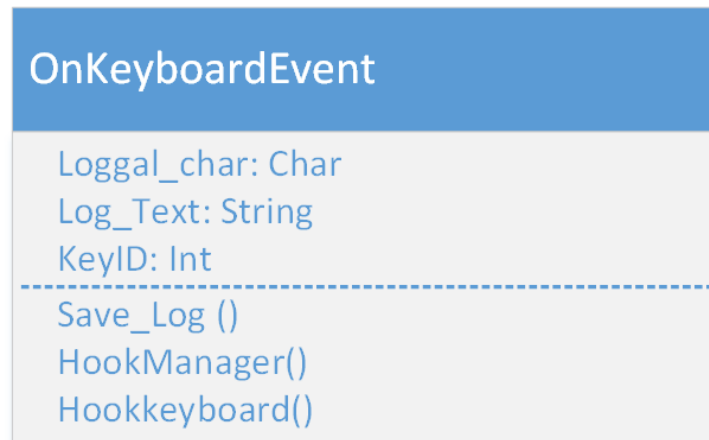 OnKeyboardEvent
Loggal_char: Char
Log_Text: String
KeyID: Int
Save_Log ()
HookManager()
Hookkeyboard()